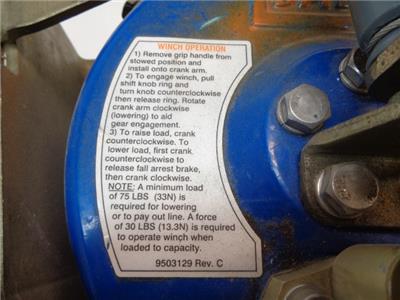 WINCH OPERATION
1) Remove grip handle from
stowed position and
install onto crank arm.
2) To engage winch, pull
shift knob ring and
turn knob counterclockwise
then release ring. Rotate
crank arm clockwise
(lowering) to aid
gear engagement.
3) To raise load, crank
counterclockwise. To
lower load, first crank
counterclockwise to
release fall arrest brake,
then crank clockwise.
NOTE: A minimum load
of 75 LBS (33N) is
required for lowering
or to pay out line. A force
of 30 LBS (13.3N) is required
to operate winch when
loaded to capacity.
9503129 Rev. C